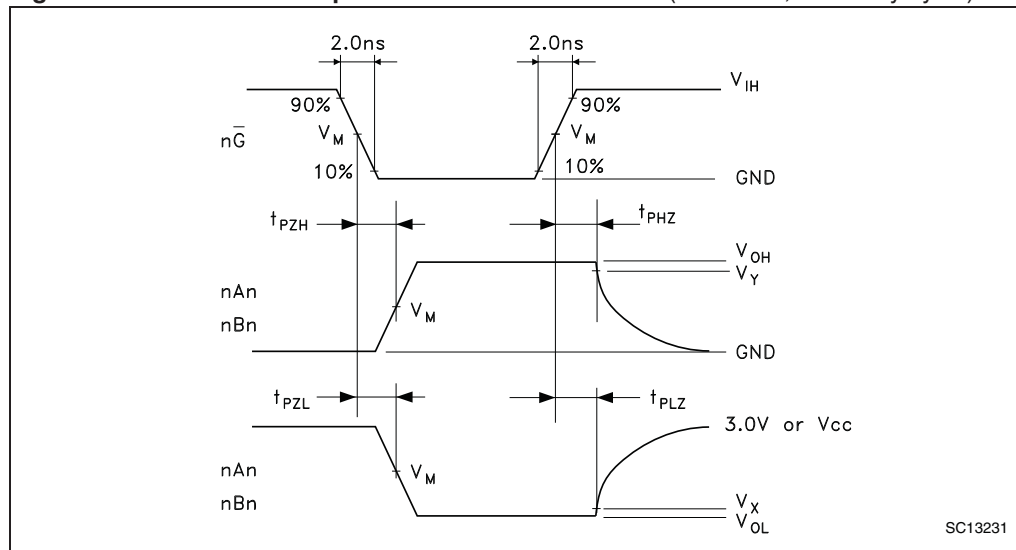 2.0ns 2.0ns
V_IH
90% 90%
nG̅ V_M V_M
10% 10%
GND
t_PZH t_PHZ
V_OH
V_Y
nAn
V_M
nBn
GND
t_PZL t_PLZ
3.0V or Vcc
nAn V_M
nBn
V_X
V_OL
SC13231